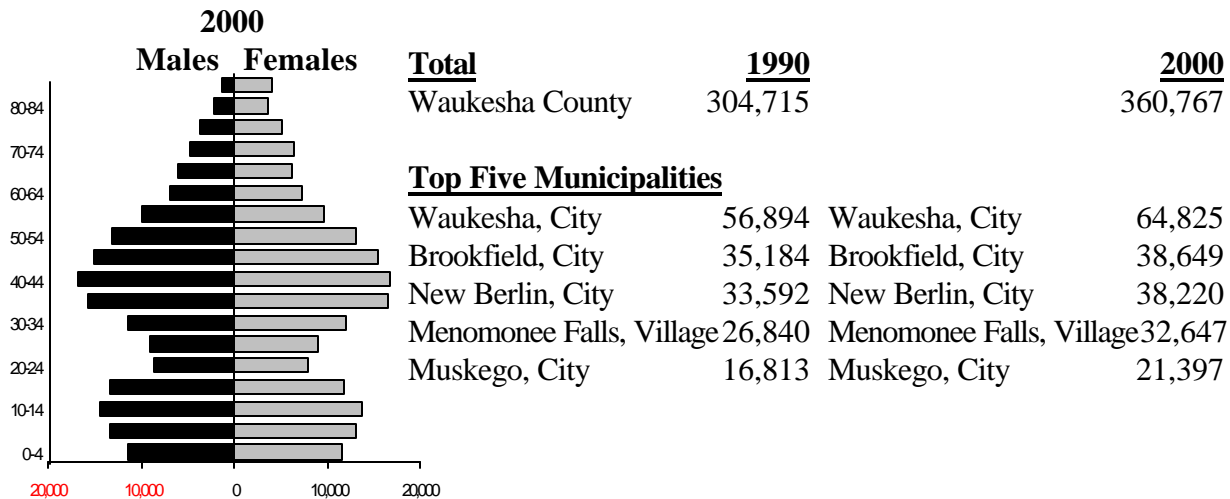 2000
Males Females
80-84
70-74
60-64
50-54
40-44
30-34
20-24
10-14
0-4
20,000 10,000 0 10,000 20,000
Total 1990 2000
Waukesha County 304,715 360,767
Top Five Municipalities
Waukesha, City 56,894 Waukesha, City 64,825
Brookfield, City 35,184 Brookfield, City 38,649
New Berlin, City 33,592 New Berlin, City 38,220
Menomonee Falls, Village 26,840 Menomonee Falls, Village 32,647
Muskego, City 16,813 Muskego, City 21,397